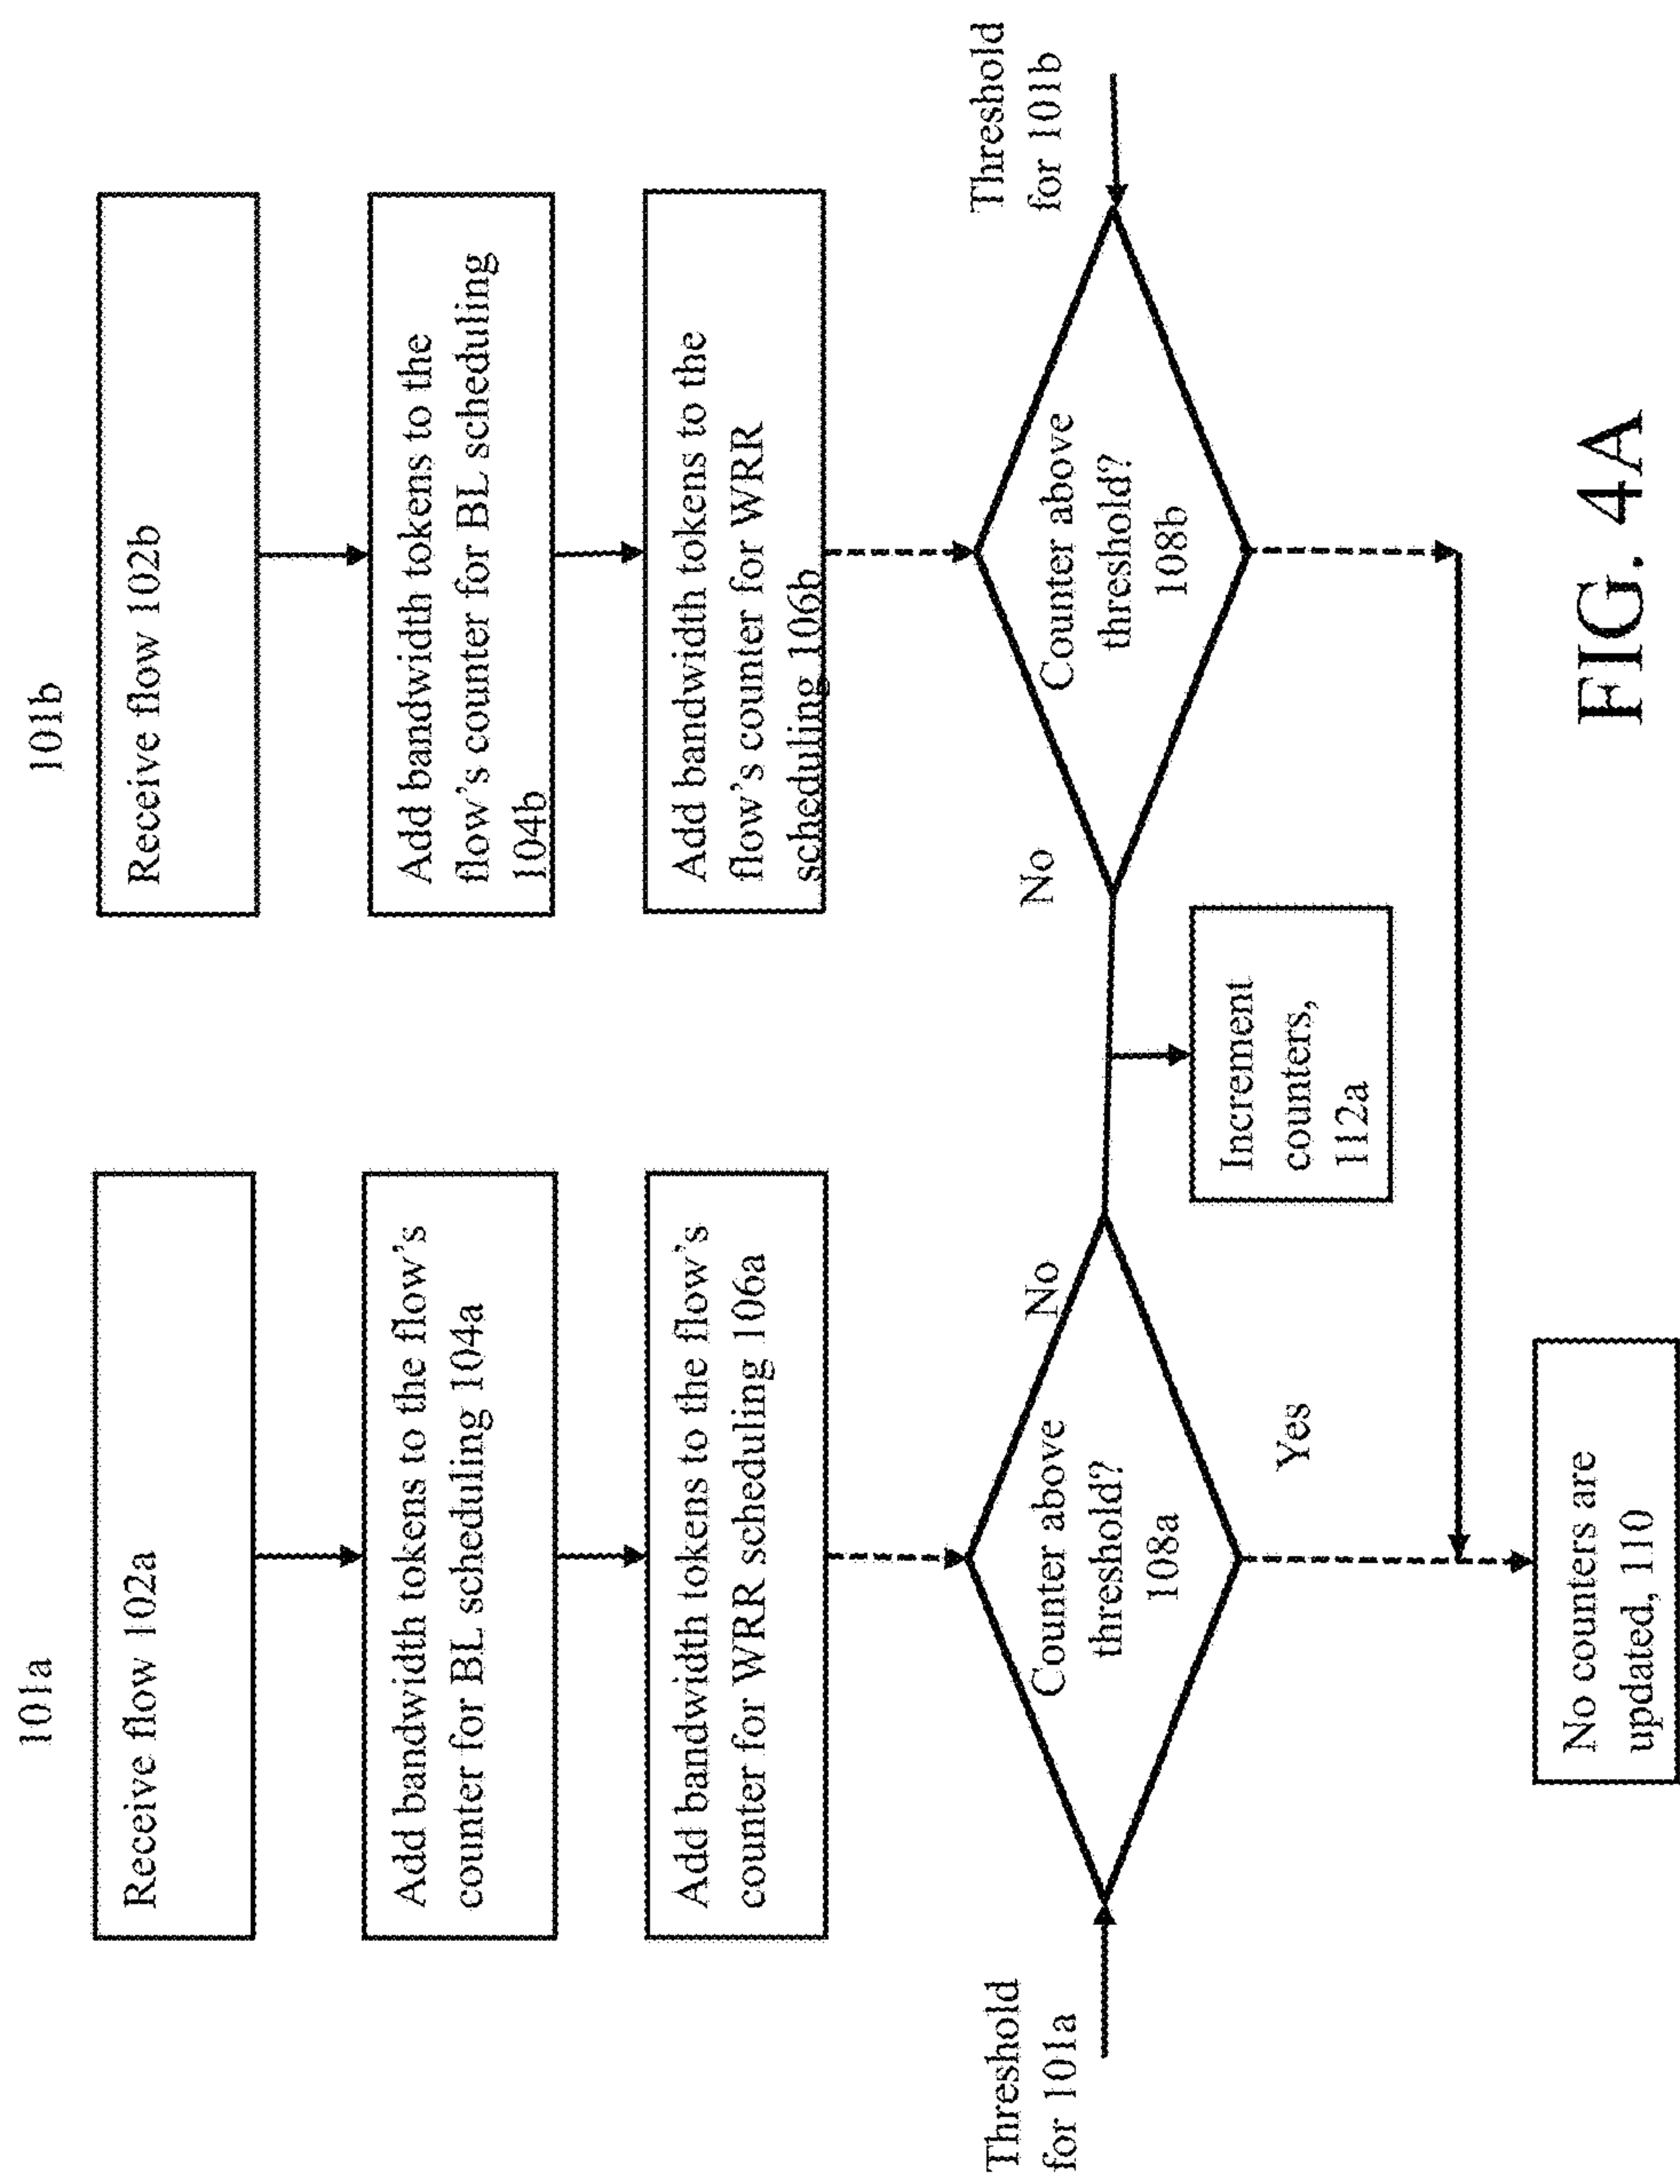 101a
Receive flow 102a
Add bandwidth tokens to the flow's
counter for BL scheduling 104a
Add bandwidth tokens to the flow's
counter for WRR scheduling 106a
Threshold
for 101a
Counter above
threshold?
108a
No
Yes
101b
Receive flow 102b
Add bandwidth tokens to the
flow's counter for BL scheduling
104b
Add bandwidth tokens to the
flow's counter for WRR
scheduling 106b
Threshold
for 101b
Counter above
threshold?
108b
No
Increment
counters,
112a
No counters are
updated, 110
FIG. 4A